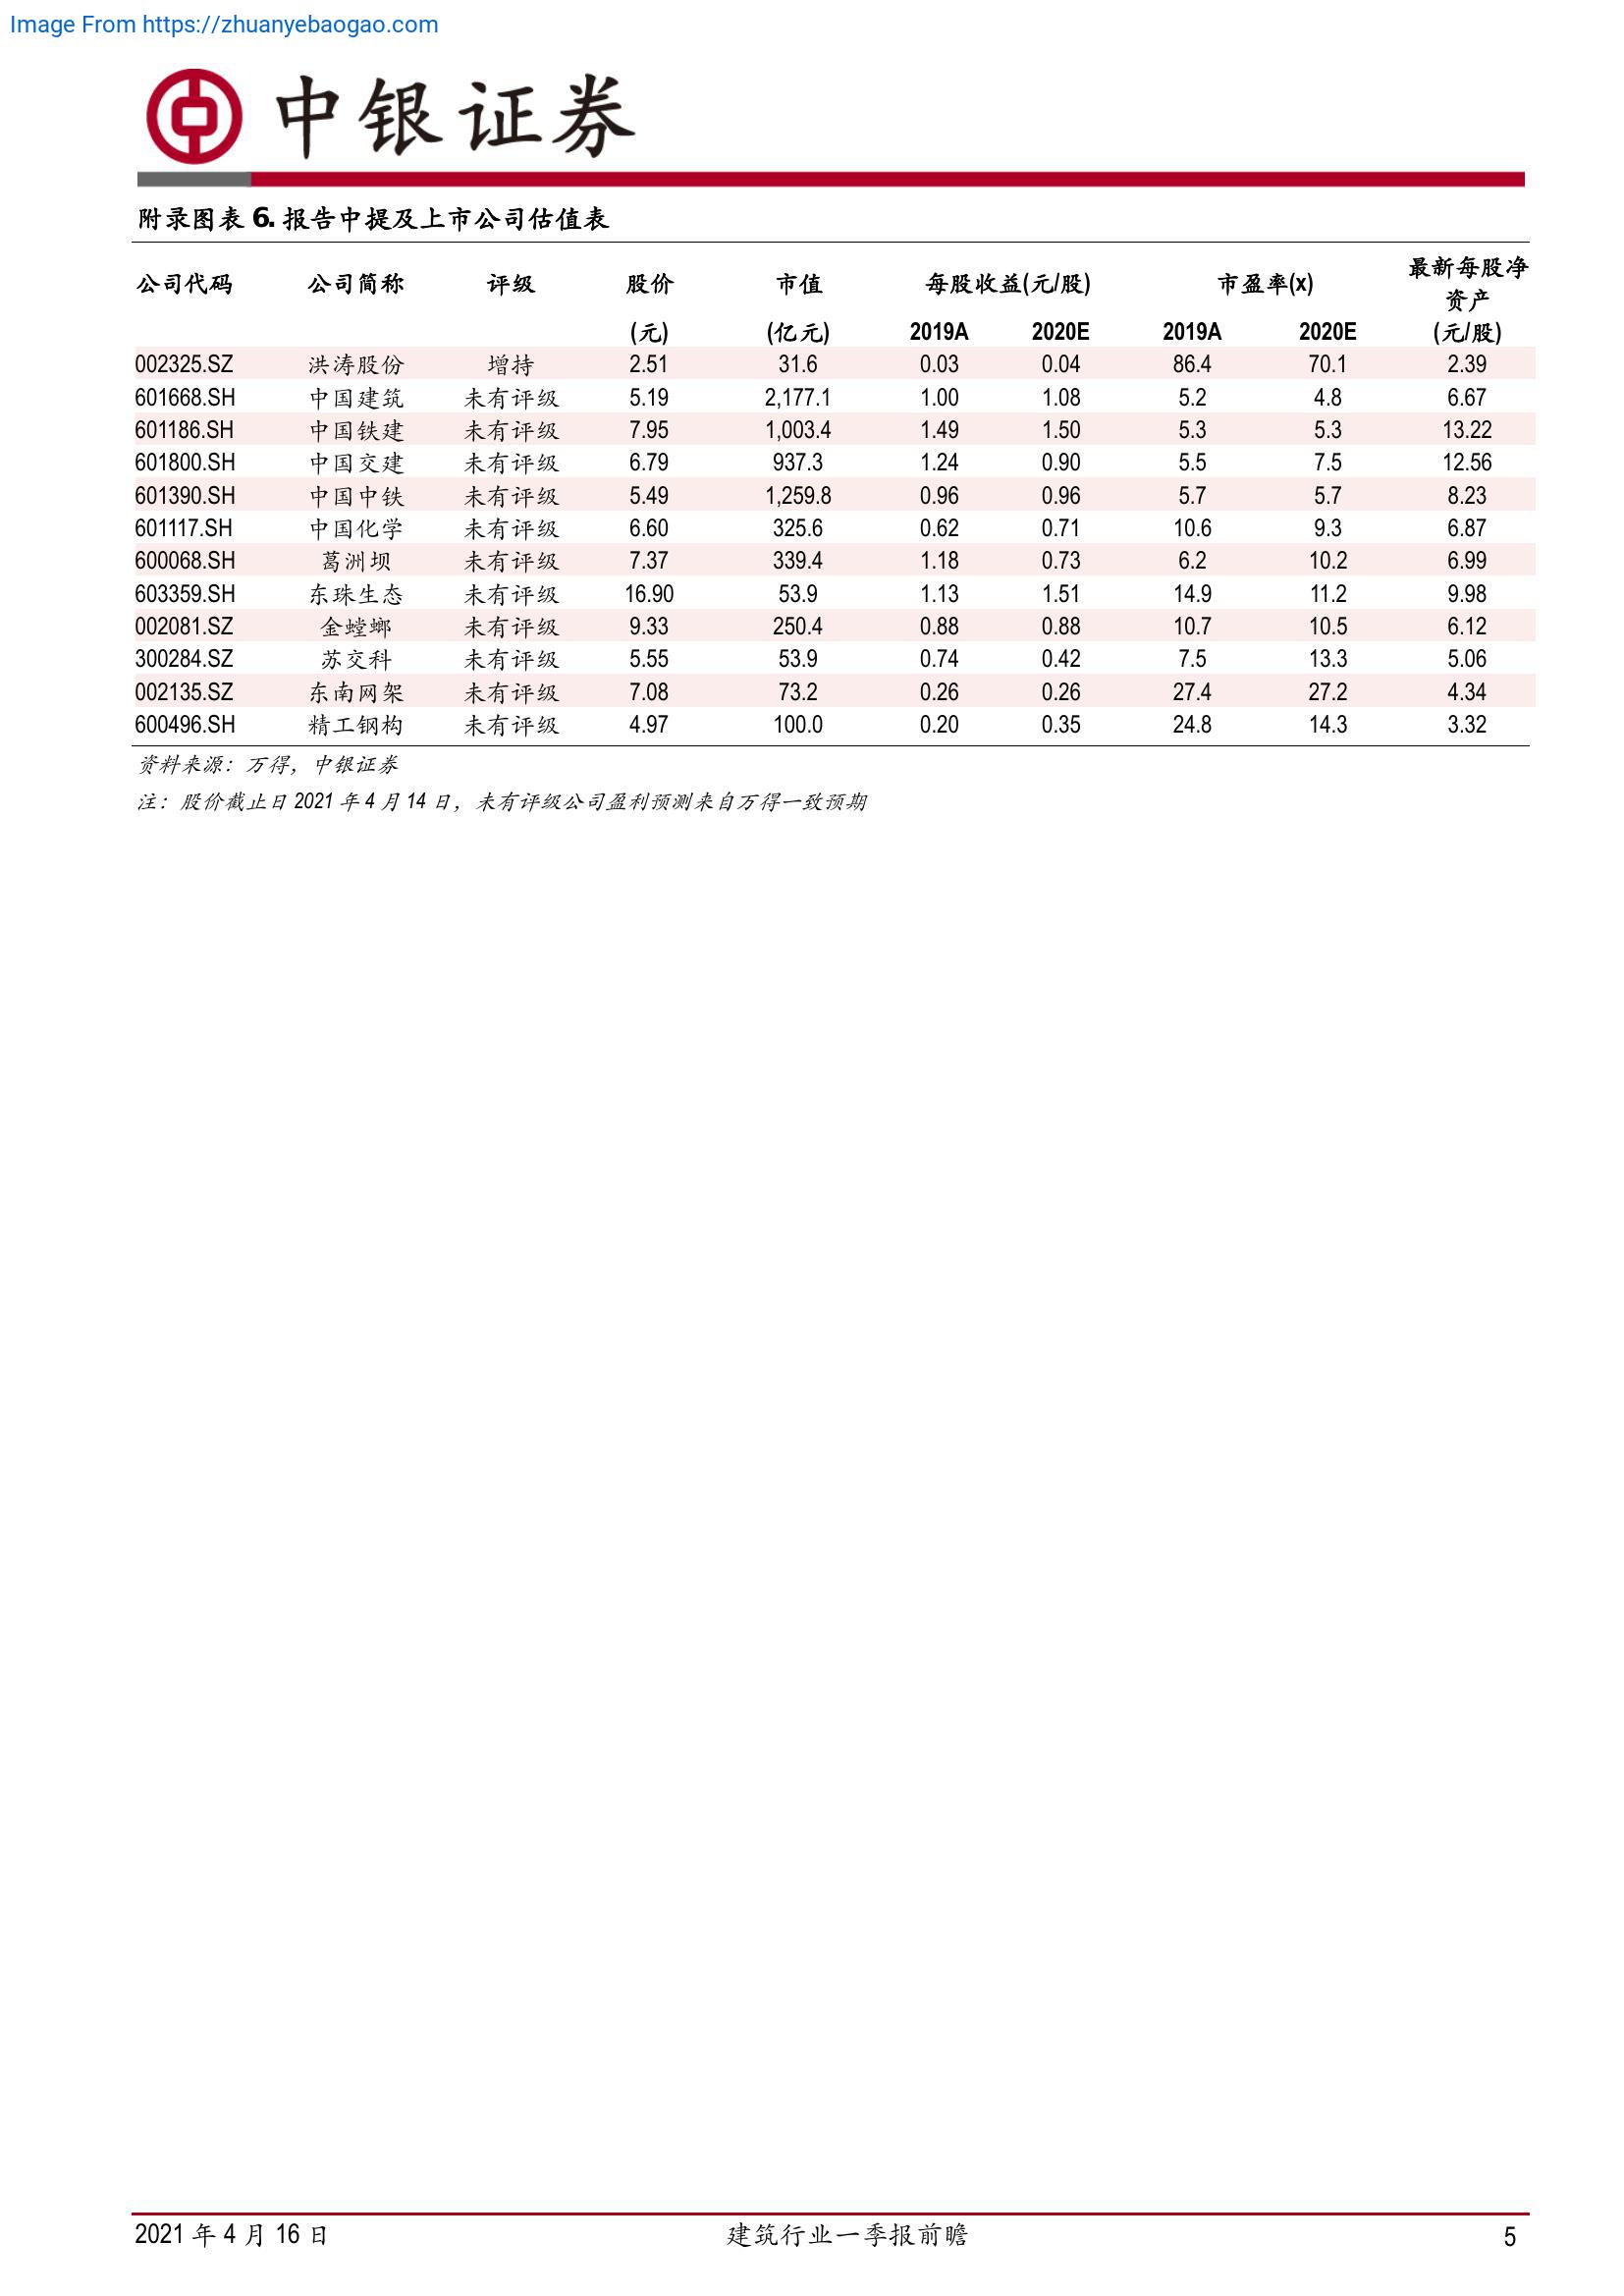 Image From https://zhuanyebaogao.com
中银证券
附录图表 6. 报告中提及上市公司估值表
公司代码 公司简称 评级 股价 市值 每股收益(元/股) 市盈率(x) 最新每股净
资产
(元) (亿元) 2019A 2020E 2019A 2020E (元/股)
002325.SZ 洪涛股份 增持 2.51 31.6 0.03 0.04 86.4 70.1 2.39
601668.SH 中国建筑 未有评级 5.19 2,177.1 1.00 1.08 5.2 4.8 6.67
601186.SH 中国铁建 未有评级 7.95 1,003.4 1.49 1.50 5.3 5.3 13.22
601800.SH 中国交建 未有评级 6.79 937.3 1.24 0.90 5.5 7.5 12.56
601390.SH 中国中铁 未有评级 5.49 1,259.8 0.96 0.96 5.7 5.7 8.23
601117.SH 中国化学 未有评级 6.60 325.6 0.62 0.71 10.6 9.3 6.87
600068.SH 葛洲坝 未有评级 7.37 339.4 1.18 0.73 6.2 10.2 6.99
603359.SH 东珠生态 未有评级 16.90 53.9 1.13 1.51 14.9 11.2 9.98
002081.SZ 金螳螂 未有评级 9.33 250.4 0.88 0.88 10.7 10.5 6.12
300284.SZ 苏交科 未有评级 5.55 53.9 0.74 0.42 7.5 13.3 5.06
002135.SZ 东南网架 未有评级 7.08 73.2 0.26 0.26 27.4 27.2 4.34
600496.SH 精工钢构 未有评级 4.97 100.0 0.20 0.35 24.8 14.3 3.32
资料来源：万得，中银证券
注：股价截止日 2021 年 4 月 14 日，未有评级公司盈利预测来自万得一致预期
2021 年 4 月 16 日 建筑行业一季报前瞻 5